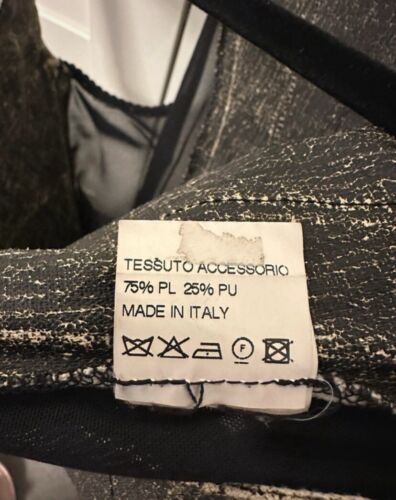 TESSUTO ACCESSORIO
75% PL 25% PU
MADE IN ITALY
F